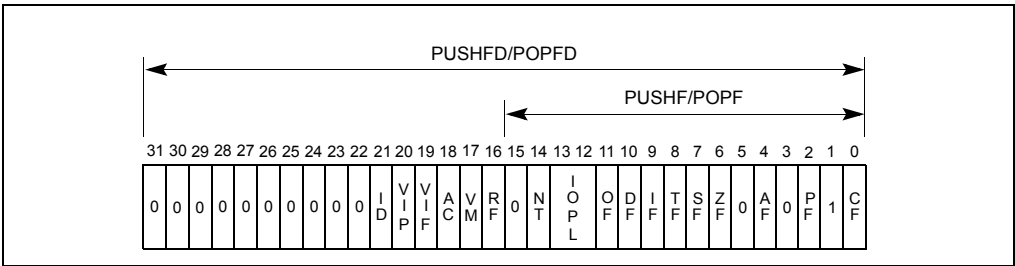 PUSHFD/POPFD
PUSHF/POPF
31 30 29 28 27 26 25 24 23 22 21 20 19 18 17 16 15 14 13 12 11 10 9 8 7 6 5 4 3 2 1 0
0 0 0 0 0 0 0 0 0 0 ID VIP VIF AC VM RF 0 NT IOPL OF DF IF TF SF ZF 0 AF 0 PF 1 CF